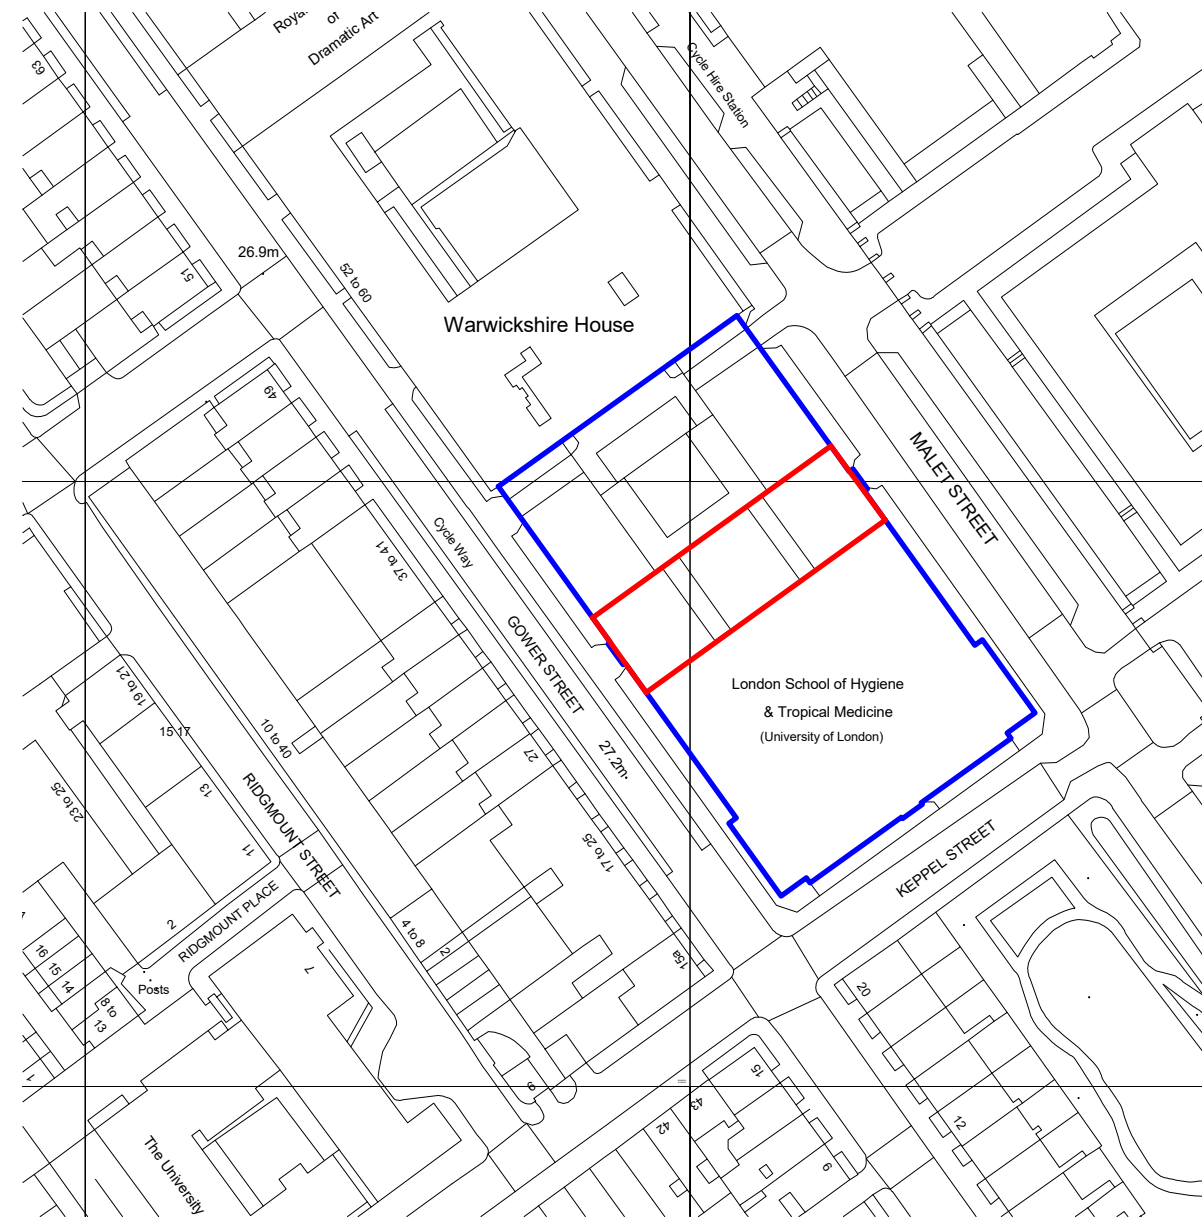 Royal
of
Dramatic Art
Cycle Hire Station
63
51
26.9m
52 to 60
Warwickshire House
49
MALET STREET
37 to 41
Cycle Way
GOWER STREET
London School of Hygiene
& Tropical Medicine
(University of London)
19 to 21
15 17
10 to 40
27
27.2m
23 to 25
13
11
RIDGMOUNT STREET
17 to 25
KEPPEL STREET
2
RIDGMOUNT PLACE
4 to 8
2
15a
16
15
14
8 to
13
Posts
7
20
1
9
15
43
42
12
6
The University